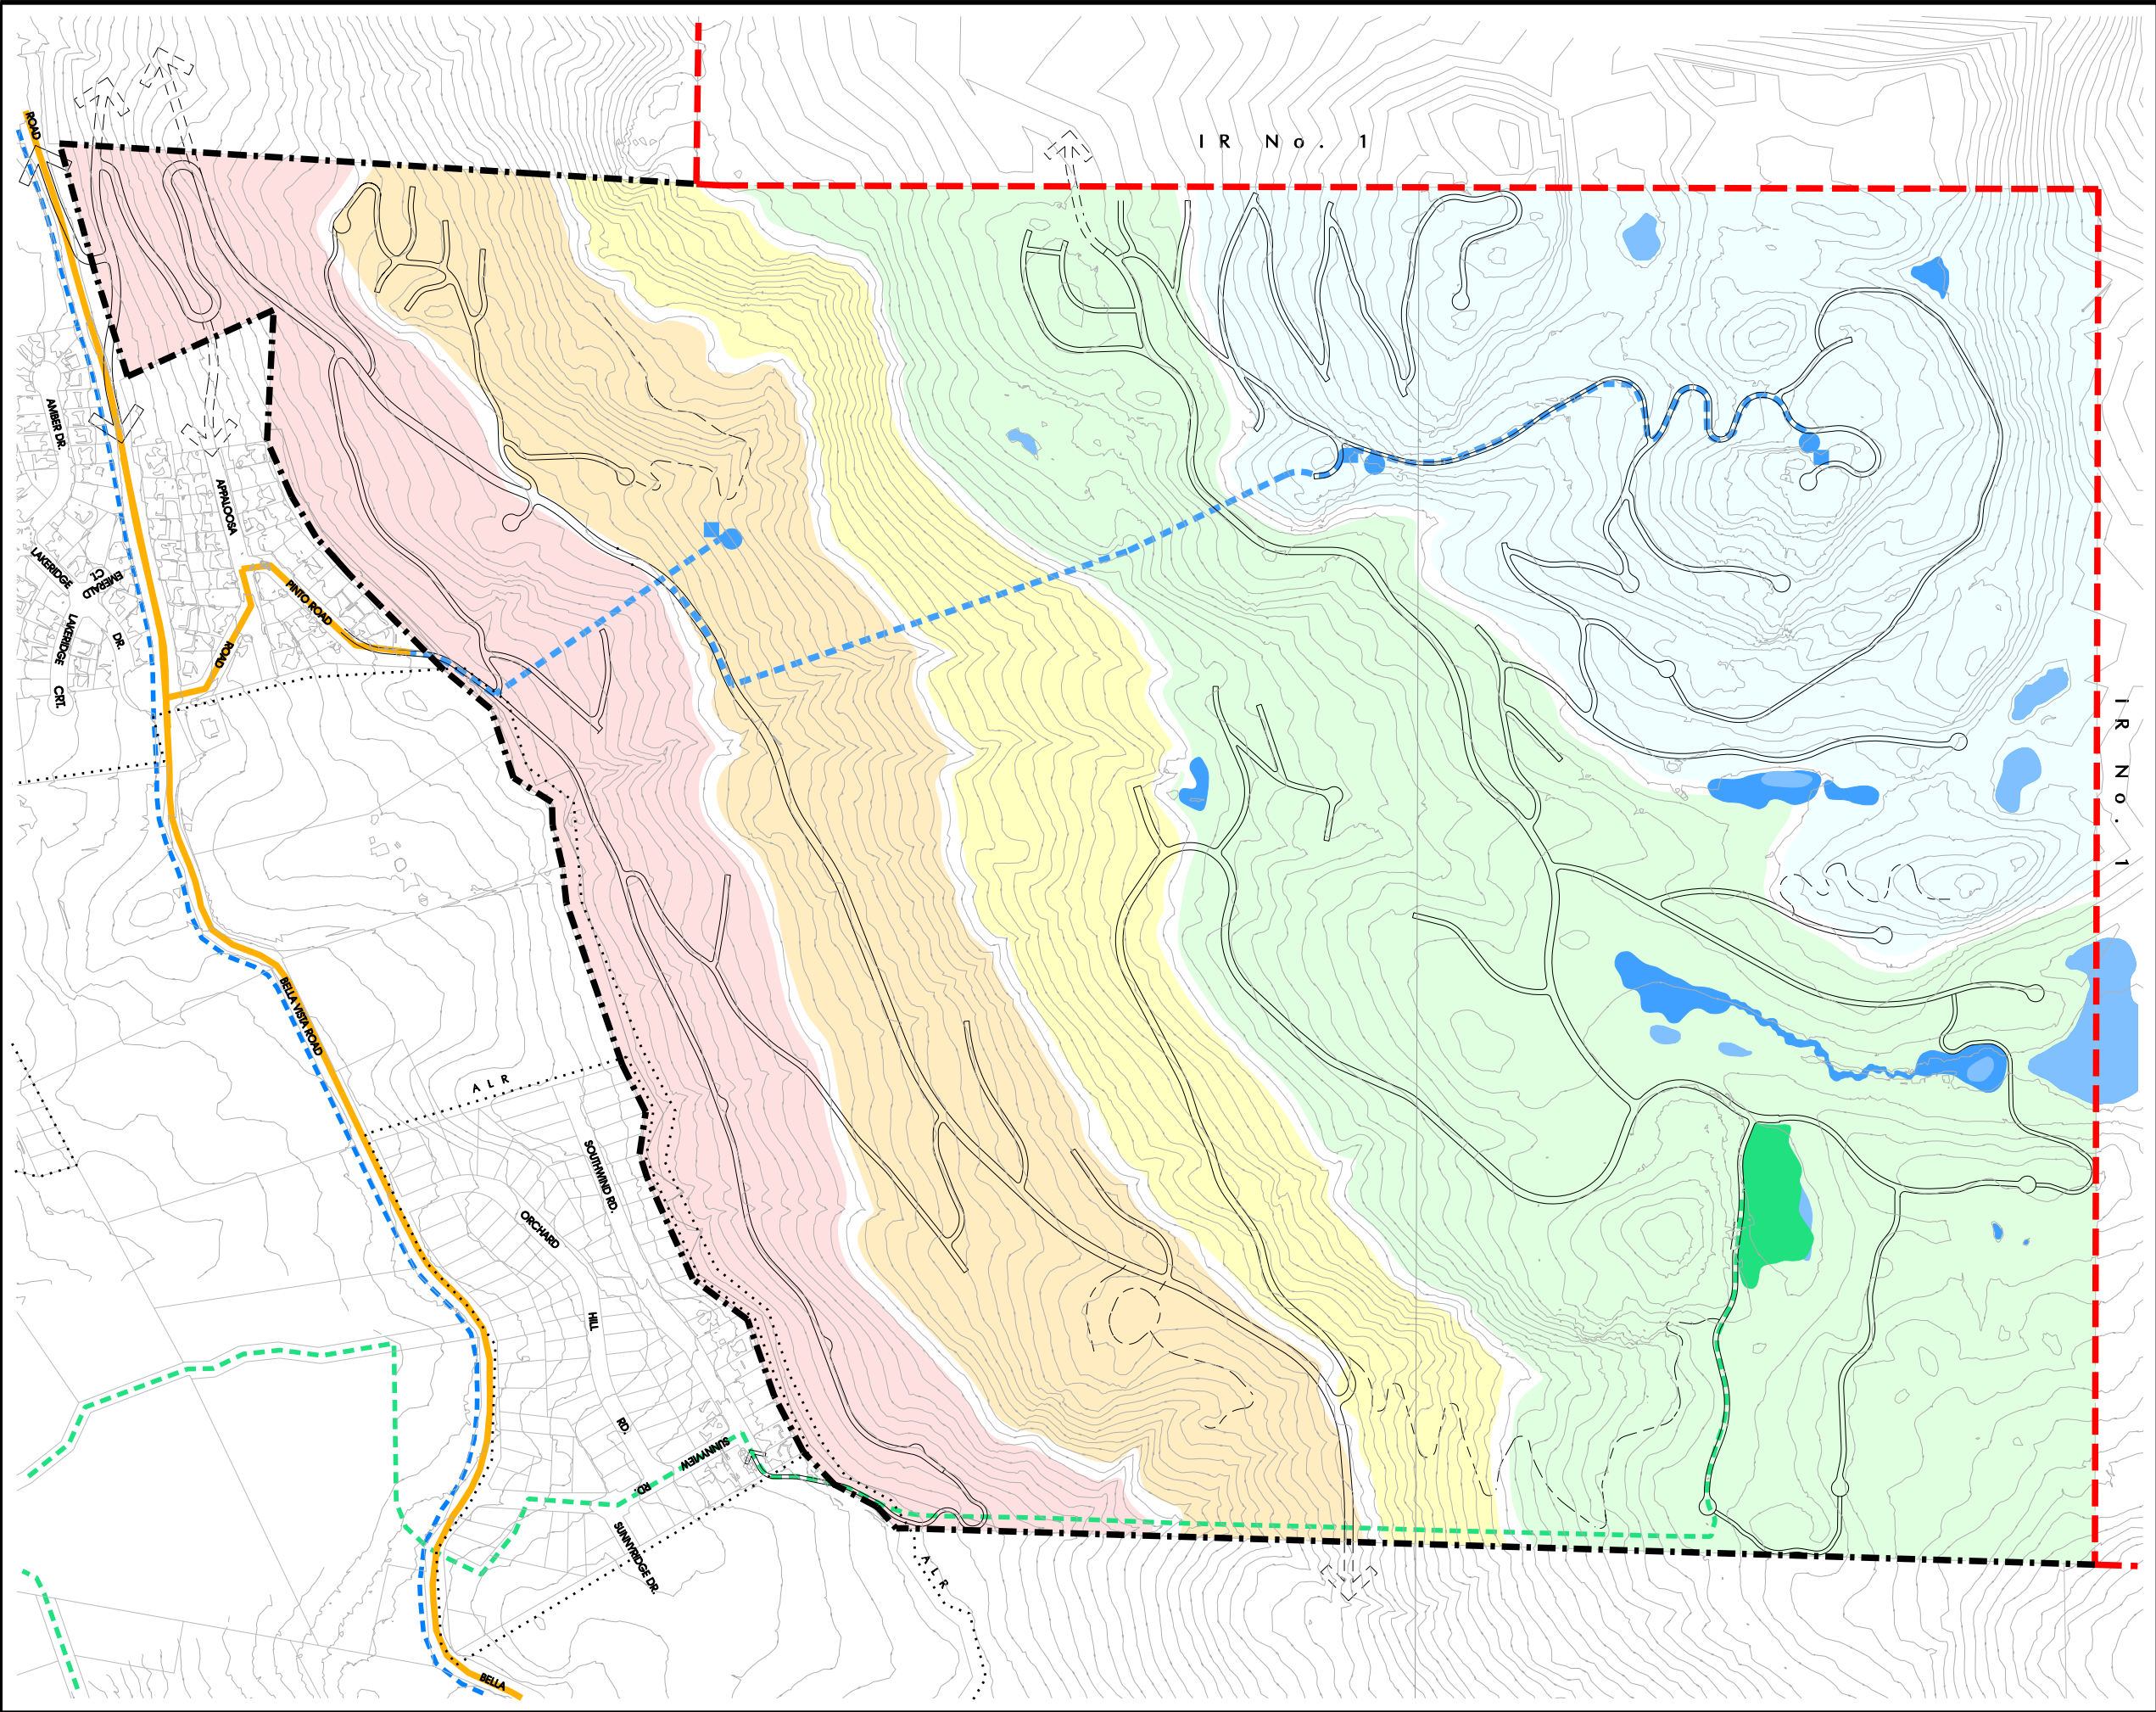 ROAD
IR No. 1
AMBER DR.
APPALOOSA
LAKERIDGE
EMERALD
CT.
PINTO ROAD
LAKERIDGE
DR.
ROAD
CRT.
IR No. 1
BELLA VISTA ROAD
ALR
SOUTHWIND RD.
ORCHARD
HILL
RD.
SUNNYVIEW
RD.
SUNNYRIDGE DR.
ALR
BELLA